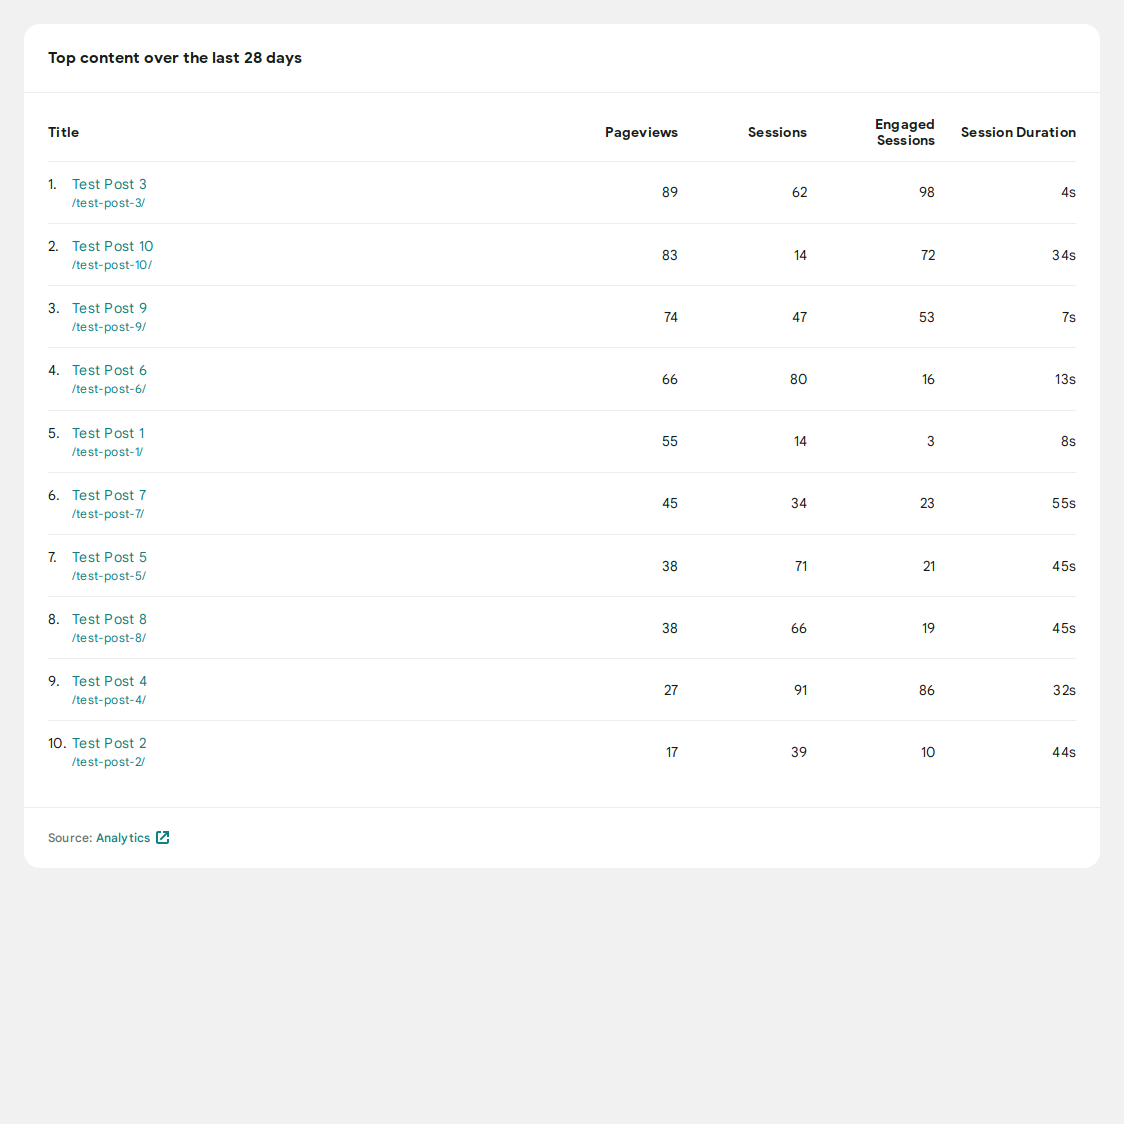 Top content over the last 28 days
Title Pageviews Sessions Engaged Sessions Session Duration
1. Test Post 3 89 62 98 4s
/test-post-3/
2. Test Post 10 83 14 72 34s
/test-post-10/
3. Test Post 9 74 47 53 7s
/test-post-9/
4. Test Post 6 66 80 16 13s
/test-post-6/
5. Test Post 1 55 14 3 8s
/test-post-1/
6. Test Post 7 45 34 23 55s
/test-post-7/
7. Test Post 5 38 71 21 45s
/test-post-5/
8. Test Post 8 38 66 19 45s
/test-post-8/
9. Test Post 4 27 91 86 32s
/test-post-4/
10. Test Post 2 17 39 10 44s
/test-post-2/
Source: Analytics